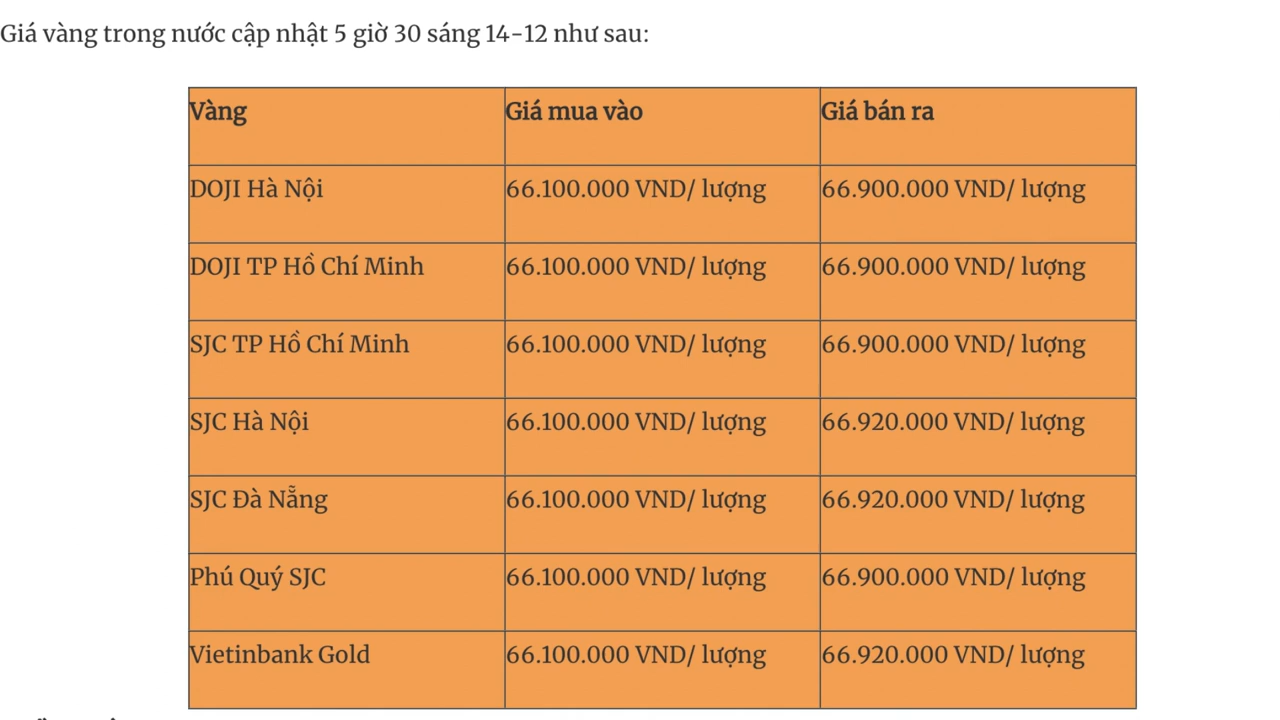 Giá vàng trong nước cập nhật 5 giờ 30 sáng 14-12 như sau:
Vàng Giá mua vào Giá bán ra
DOJI Hà Nội 66.100.000 VND/ lượng 66.900.000 VND/ lượng
DOJI TP Hồ Chí Minh 66.100.000 VND/ lượng 66.900.000 VND/ lượng
SJC TP Hồ Chí Minh 66.100.000 VND/ lượng 66.900.000 VND/ lượng
SJC Hà Nội 66.100.000 VND/ lượng 66.920.000 VND/ lượng
SJC Đà Nẵng 66.100.000 VND/ lượng 66.920.000 VND/ lượng
Phú Quý SJC 66.100.000 VND/ lượng 66.900.000 VND/ lượng
Vietinbank Gold 66.100.000 VND/ lượng 66.920.000 VND/ lượng